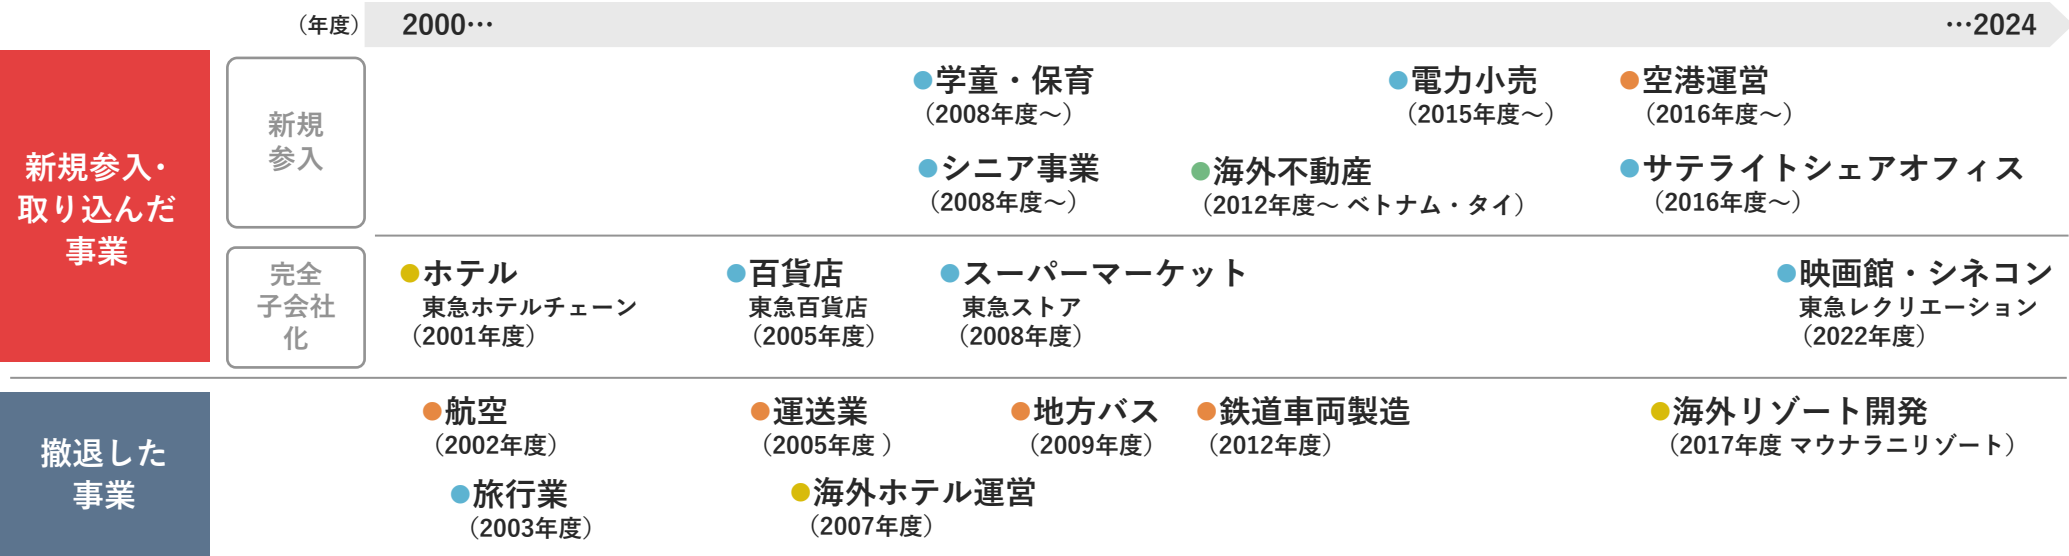 （年度）
2000…
…2024
新規参入・
取り込んだ
事業
新規
参入
●学童・保育
（2008年度～）
●電力小売
（2015年度～）
●空港運営
（2016年度～）
●シニア事業
（2008年度～）
●海外不動産
（2012年度～ ベトナム・タイ）
●サテライトシェアオフィス
（2016年度～）
完全
子会社
化
●ホテル
東急ホテルチェーン
（2001年度）
●百貨店
東急百貨店
（2005年度）
●スーパーマーケット
東急ストア
（2008年度）
●映画館・シネコン
東急レクリエーション
（2022年度）
撤退した
事業
●航空
（2002年度）
●運送業
（2005年度 ）
●地方バス
（2009年度）
●鉄道車両製造
（2012年度）
●海外リゾート開発
（2017年度 マウナラニリゾート）
●旅行業
（2003年度）
●海外ホテル運営
（2007年度）